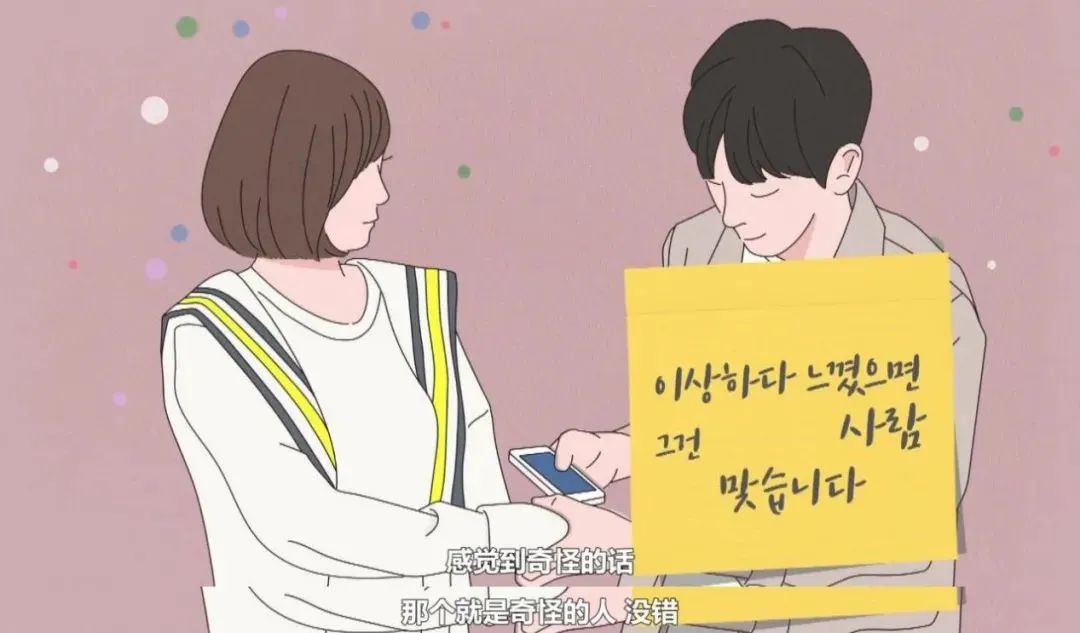 이상하다 느꼈으면
그건 사람
맞습니다
感觉到奇怪的话
那个就是奇怪的人 没错